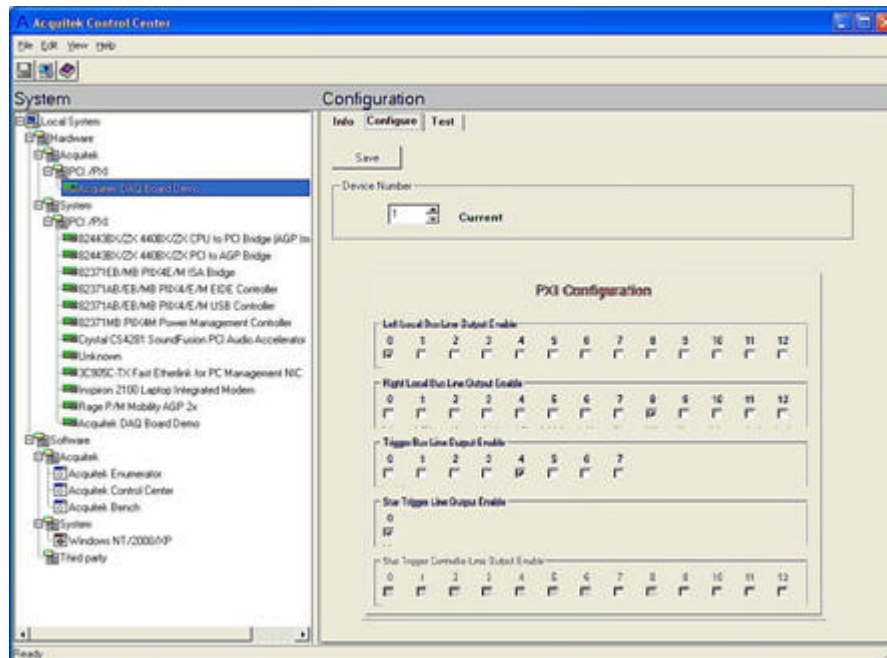 Acquitek Control Center
File Edit View Help
System
Local System
Hardware
Acquitek
PCI /PXI
Acquitek DAQ Board Demo
System
PCI /PXI
82443BX/ZX 440BX/ZX CPU to PCI Bridge (AGP Im
82443BX/ZX 440BX/ZX PCI to AGP Bridge
82371EB/MB PIIX4E/M ISA Bridge
82371AB/EB/MB PIIX4/E/M EIDE Controller
82371AB/EB/MB PIIX4/E/M USB Controller
82371MB PIIX4M Power Management Controller
Crystal CS4281 SoundFusion PCI Audio Accelerator
Unknown
3C905C-TX Fast Etherlink for PC Management NIC
Inspiron 2100 Laptop Integrated Modem
Rage P/M Mobility AGP 2x
Acquitek DAQ Board Demo
Software
Acquitek
Acquitek Enumerator
Acquitek Control Center
Acquitek Bench
System
Windows NT/2000/XP
Third party
Configuration
Info Configure Test
Save
Device Number
1 Current
PXI Configuration
Left Local Bus Line Output Enable
0 1 2 3 4 5 6 7 8 9 10 11 12
Right Local Bus Line Output Enable
0 1 2 3 4 5 6 7 8 9 10 11 12
Trigger Bus Line Output Enable
0 1 2 3 4 5 6 7
Star Trigger Line Output Enable
0
Star Trigger Controller Line Output Enable
0 1 2 3 4 5 6 7 8 9 10 11 12
Ready